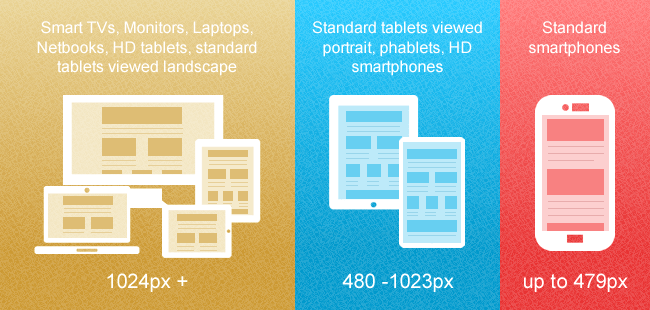 Smart TVs, Monitors, Laptops,
Netbooks, HD tablets, standard
tablets viewed landscape
1024px +
Standard tablets viewed
portrait, phablets, HD
smartphones
480 -1023px
Standard
smartphones
up to 479px